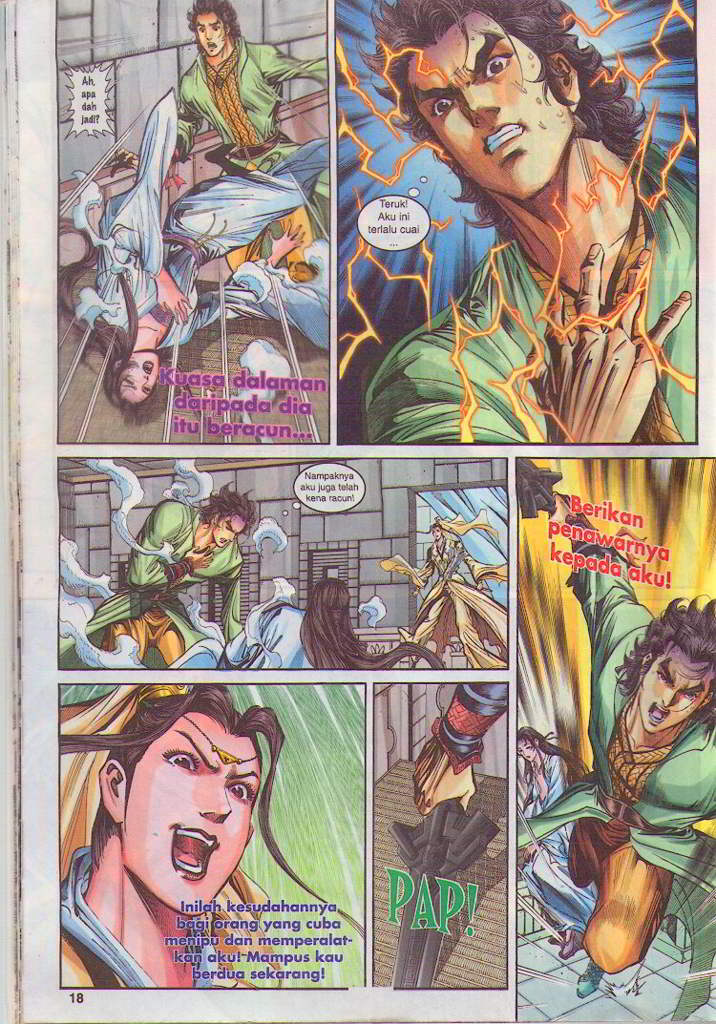 Ah,
apa
dah
jadi?
Kuasa dalaman
daripada dia
itu beracun...
Teruk!
Aku ini
terlalu cuai
...
Nampaknya
aku juga telah
kena racun!
Berikan
penawarnya
kepada aku!
Inilah kesudahannya
bagi orang yang cuba
menipu dan memperalat-
kan aku! Mampus kau
berdua sekarang!
PAP!
18